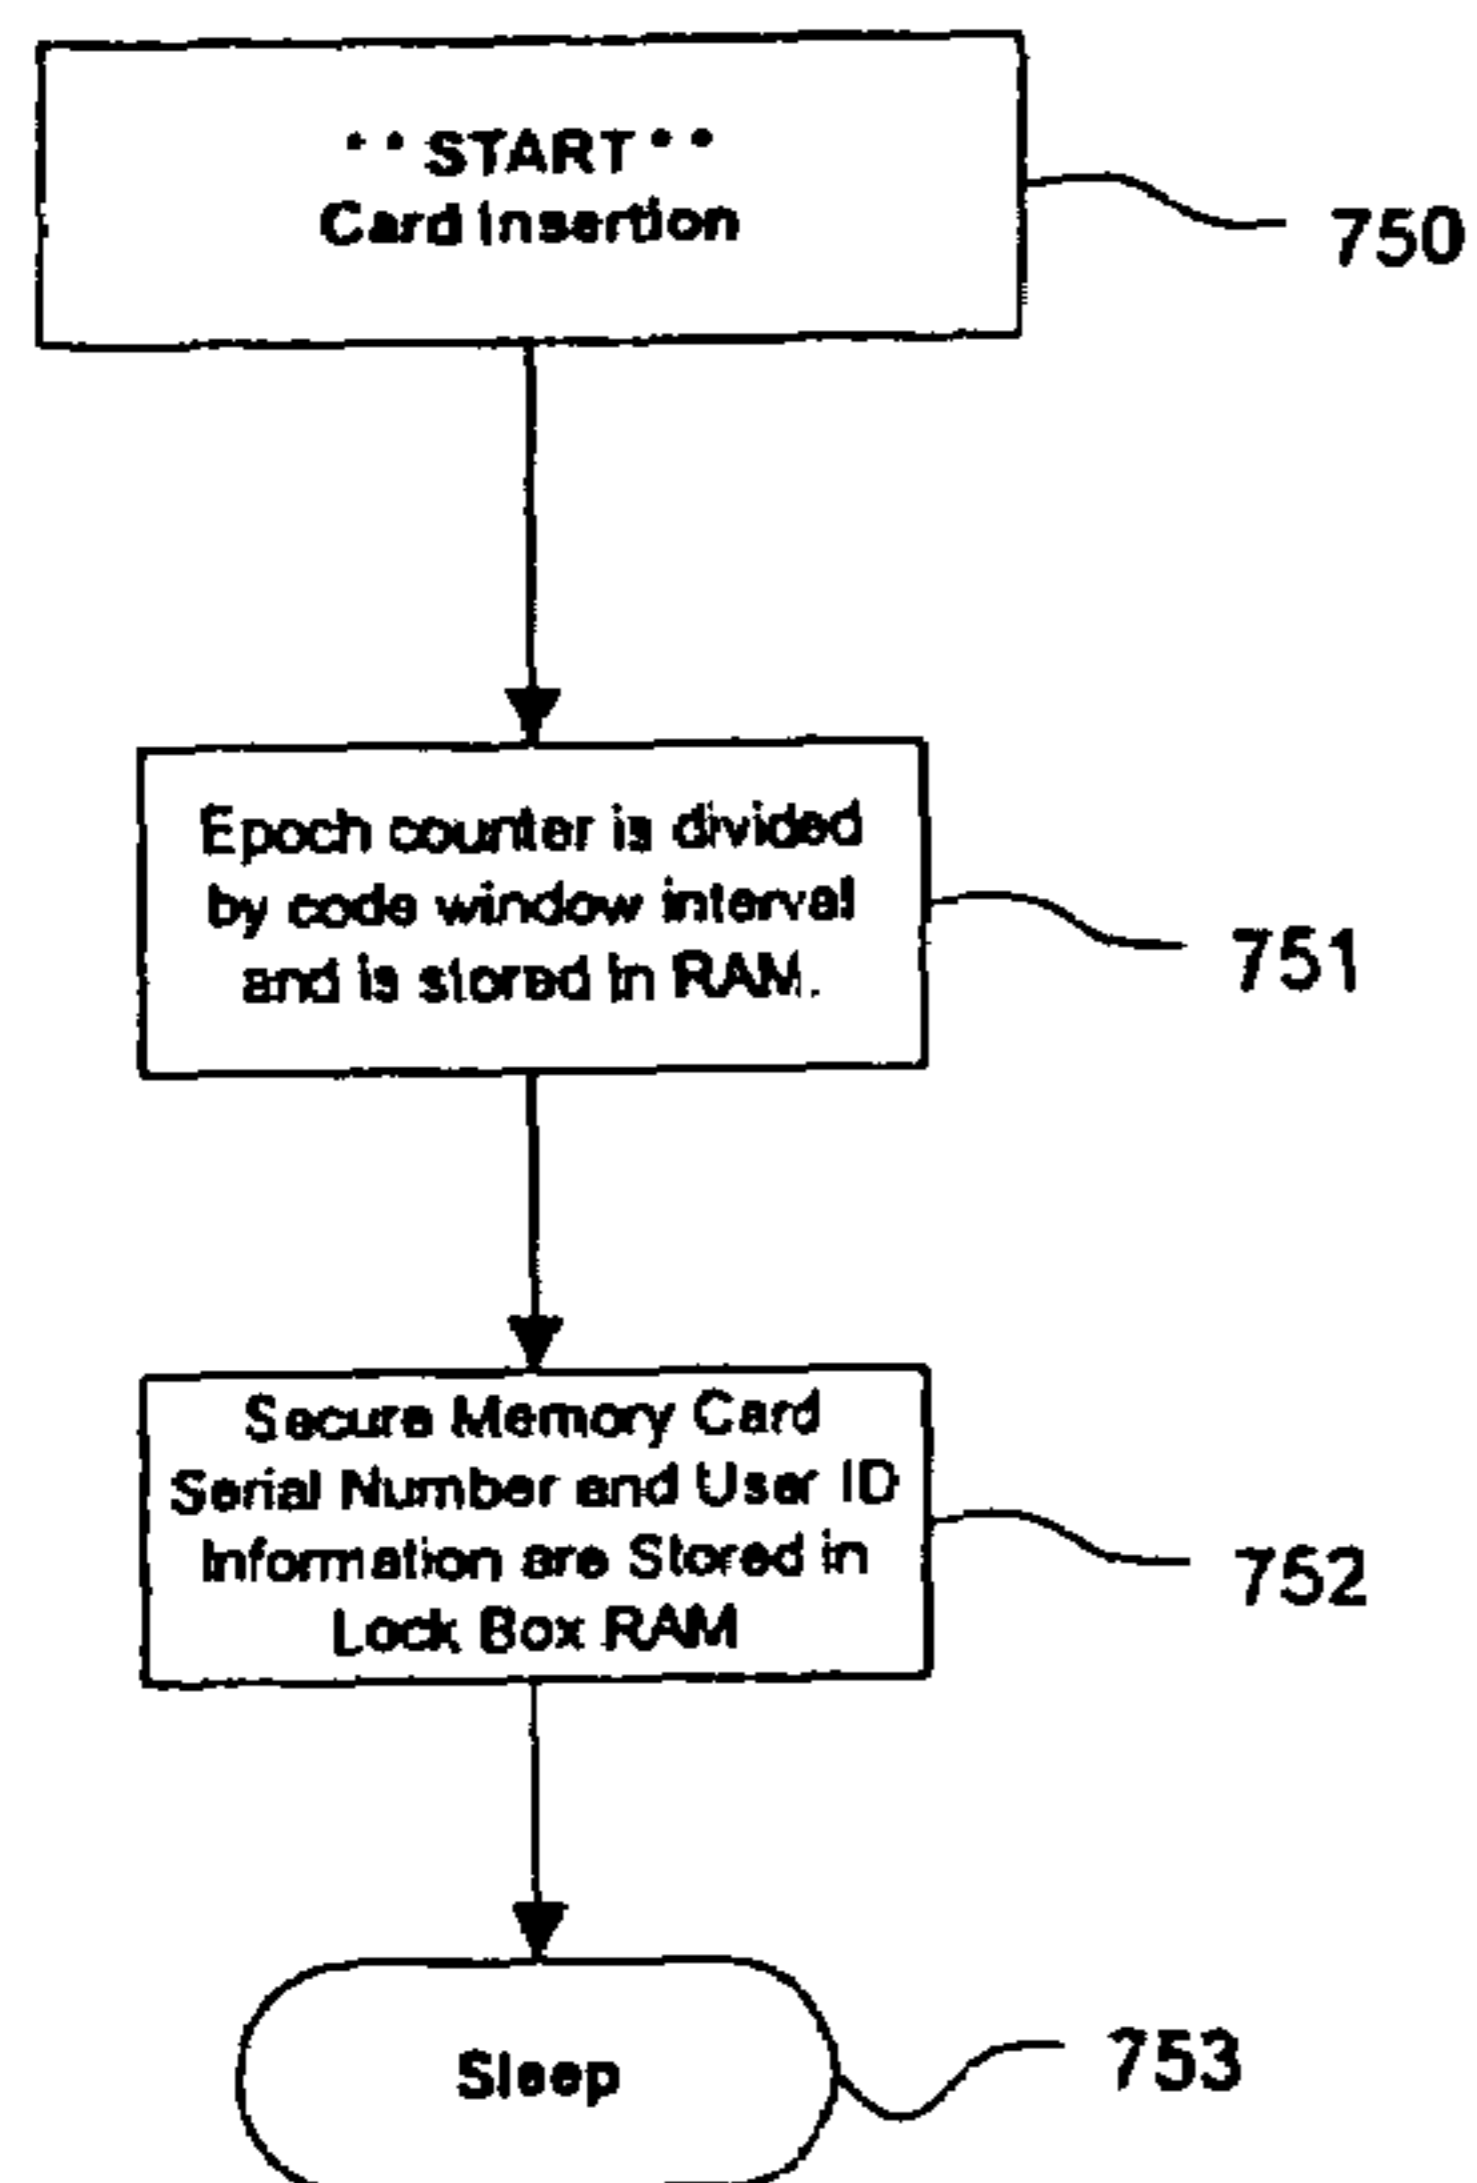 ** START **
Card Insertion
750
Epoch counter is divided
by code window interval
and is stored in RAM.
751
Secure Memory Card
Serial Number and User ID
Information are Stored in
Lock Box RAM
752
Sleep
753